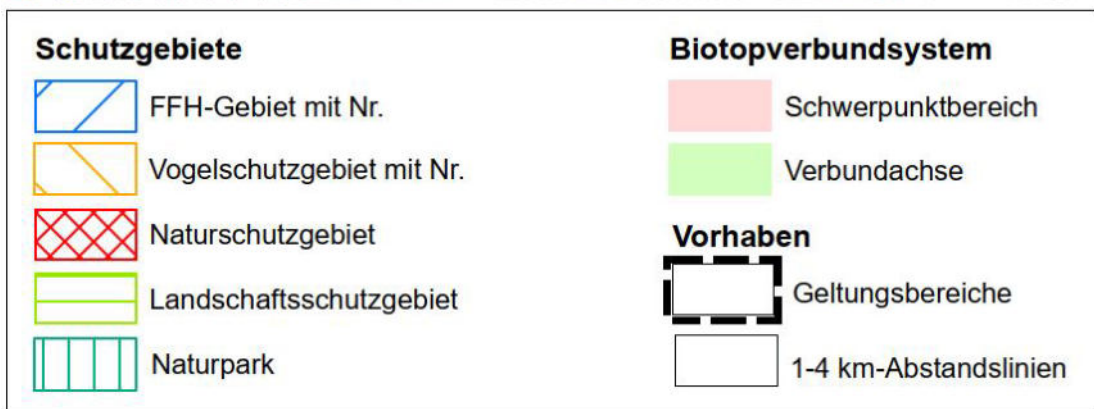 Schutzgebiete
FFH-Gebiet mit Nr.
Vogelschutzgebiet mit Nr.
Naturschutzgebiet
Landschaftsschutzgebiet
Naturpark
Biotopverbundsystem
Schwerpunktbereich
Verbundachse
Vorhaben
Geltungsbereiche
1-4 km-Abstandslinien